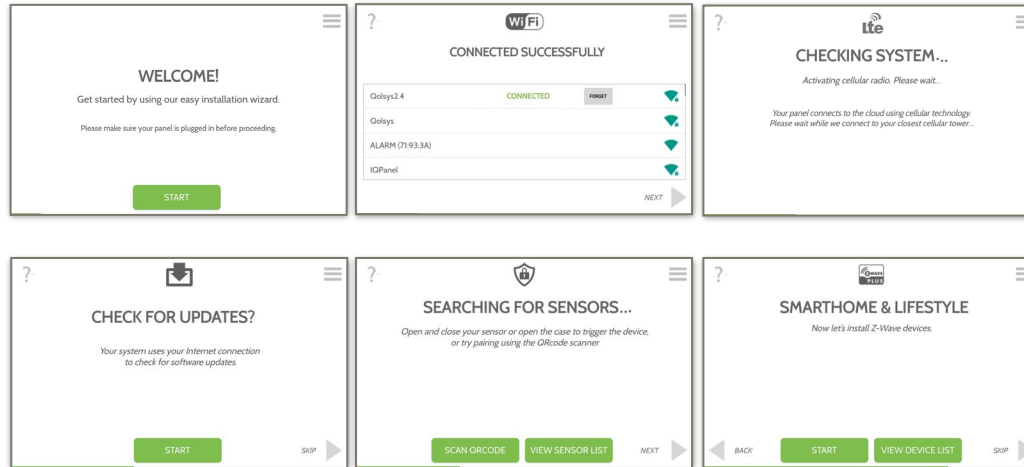 WELCOME!
Get started by using our easy installation wizard.
Please make sure your panel is plugged in before proceeding.
START
?
WiFi
CONNECTED SUCCESSFULLY
Qolsys2.4 CONNECTED FORGET
Qolsys
ALARM (71:93:3A)
IQPanel
NEXT
?
lte
CHECKING SYSTEM...
Activating cellular radio. Please wait...
Your panel connects to the cloud using cellular technology.
Please wait while we connect to your closest cellular tower...
?
CHECK FOR UPDATES?
Your system uses your Internet connection
to check for software updates.
START SKIP
?
SEARCHING FOR SENSORS...
Open and close your sensor or open the case to trigger the device,
or try pairing using the QRcode scanner
SCAN QRCODE VIEW SENSOR LIST NEXT
?
Z WAVE
PLUS
SMARTHOME & LIFESTYLE
Now let's install Z-Wave devices.
BACK START VIEW DEVICE LIST SKIP